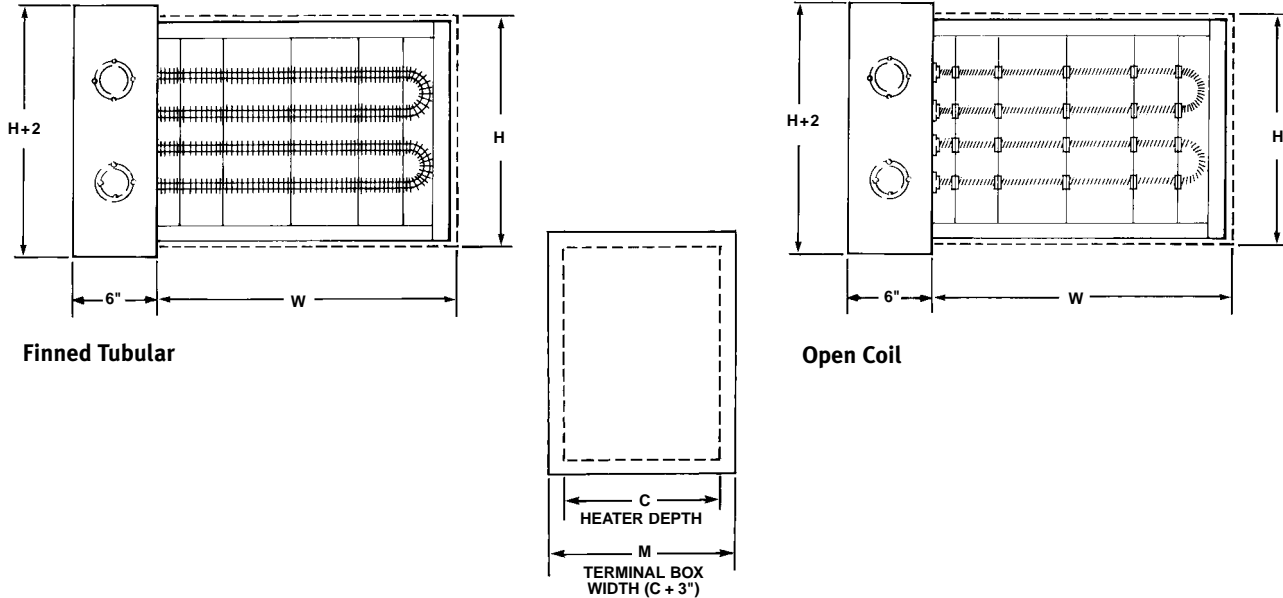 H+2
H
6"
W
Finned Tubular
C
HEATER DEPTH
M
TERMINAL BOX
WIDTH (C + 3")
H+2
H
6"
W
Open Coil